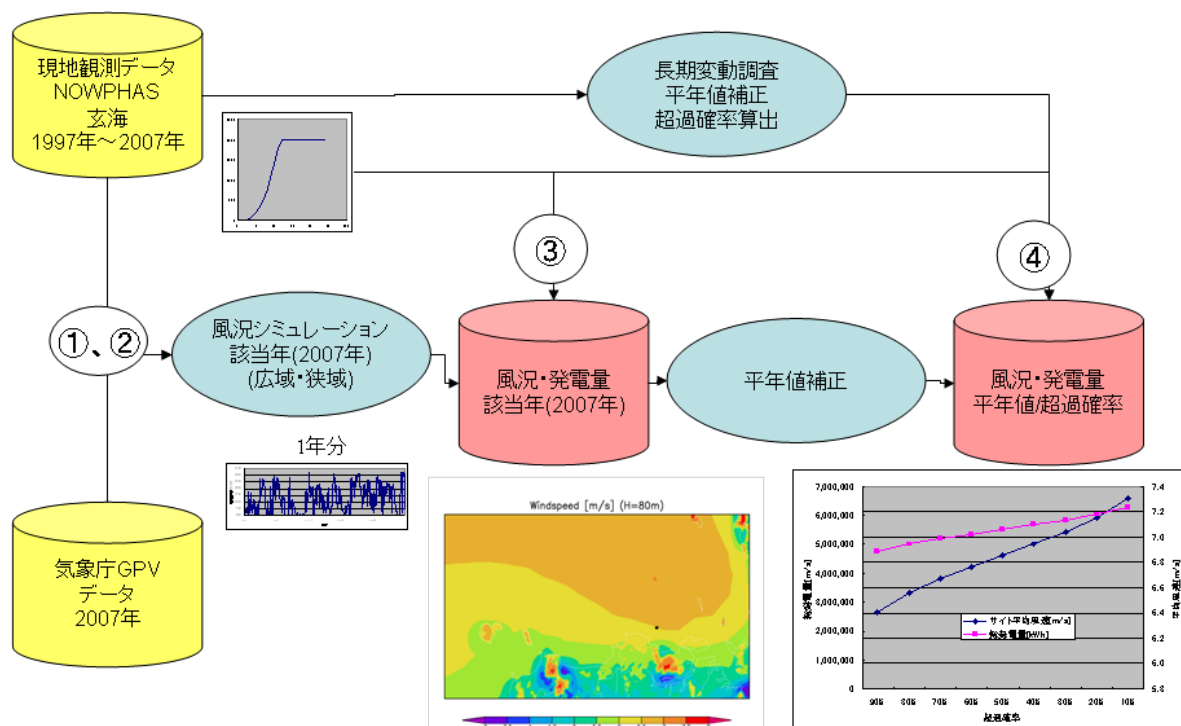 現地観測データ
NOWPHAS
玄海
1997年～2007年
長期変動調査
平年値補正
超過確率算出
③
④
①、②
風況シミュレーション
該当年(2007年)
(広域・狭域)
風況・発電量
該当年(2007年)
平年値補正
風況・発電量
平年値/超過確率
1年分
気象庁GPV
データ
2007年
Windspeed [m/s] (H=80m)
7,000,000
6,000,000
5,000,000
4,000,000
3,000,000
2,000,000
1,000,000
0
総発電量[m/s]
7.4
7.2
7.0
6.8
6.6
6.4
6.2
6.0
5.8
平均風速[m/s]
サイト平均風速[m/s]
総発電量[kWh]
90% 80% 70% 60% 50% 40% 30% 20% 10%
超過確率